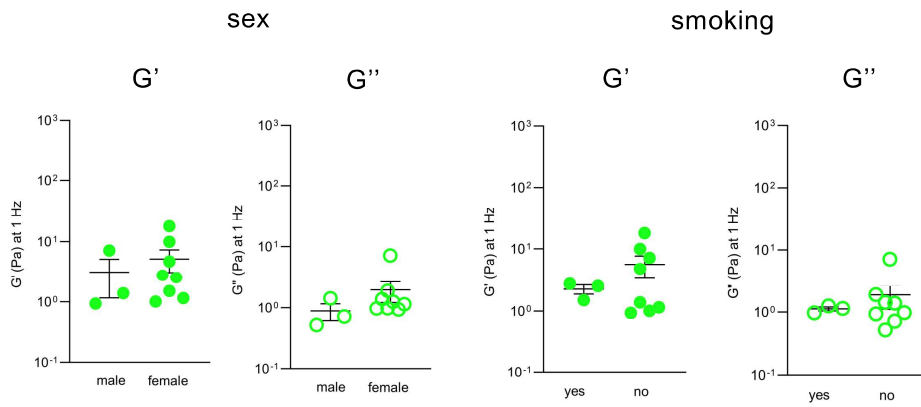 sex
smoking
G’
G’’
G’
G’’
G' (Pa) at 1 Hz
10³
10²
10¹
10⁰
10⁻¹
male
female
G" (Pa) at 1 Hz
10³
10²
10¹
10⁰
10⁻¹
male
female
G' (Pa) at 1 Hz
10³
10²
10¹
10⁰
10⁻¹
yes
no
G" (Pa) at 1 Hz
10³
10²
10¹
10⁰
10⁻¹
yes
no